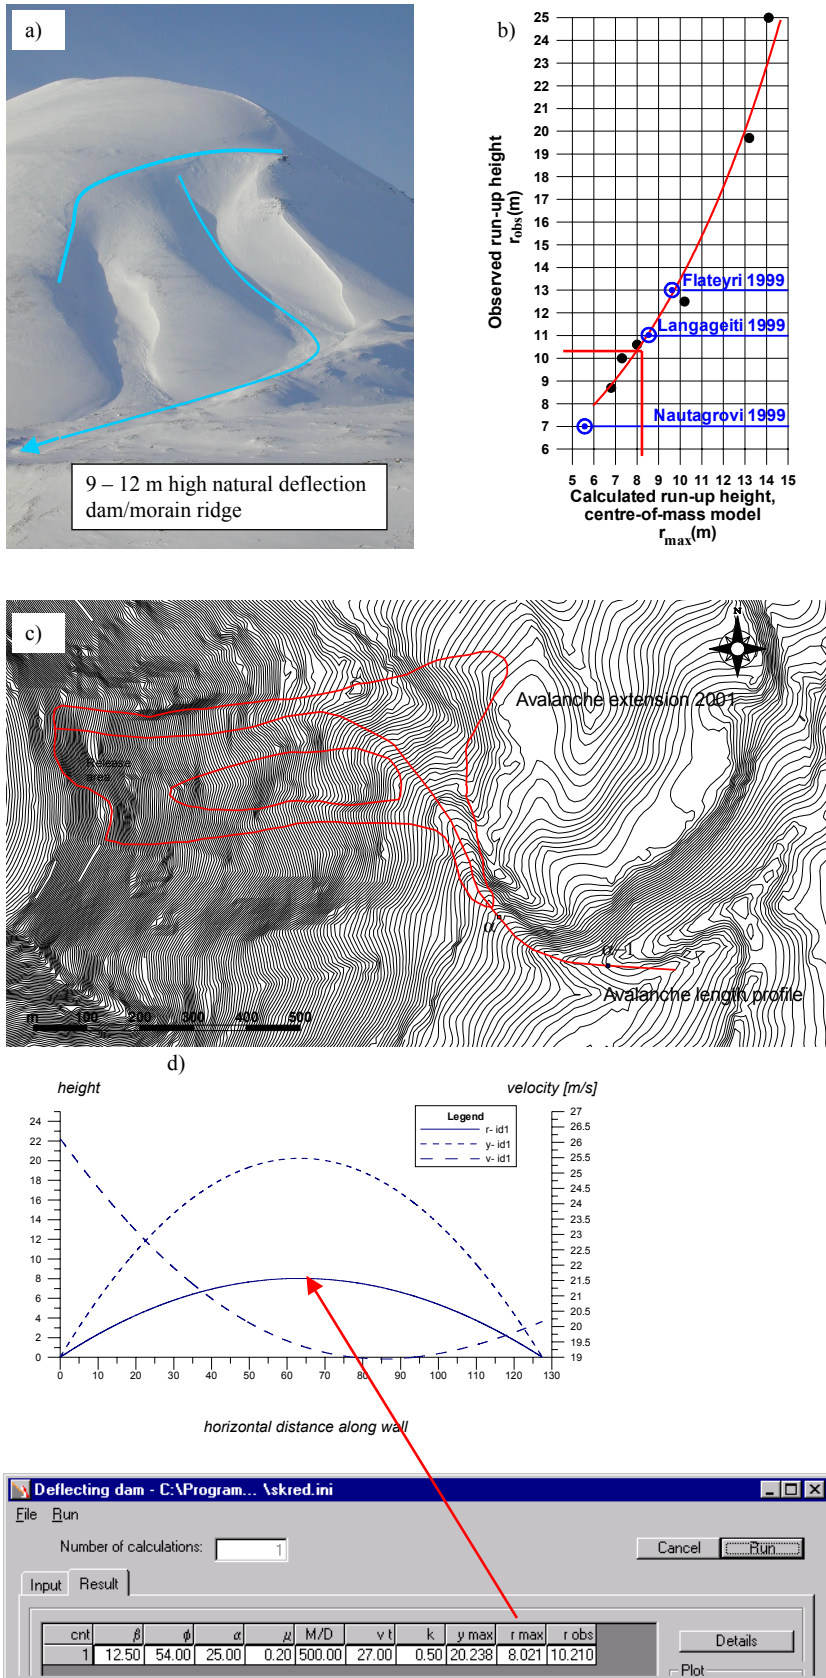 a)
9 – 12 m high natural deflection
dam/morain ridge
b)
Observed run-up height
r_obs(m)
25
24
23
22
21
20
19
18
17
16
15
14
13
12
11
10
9
8
7
6
Flateyri 1999
Langageiti 1999
Nautagrovi 1999
5 6 7 8 9 10 11 12 13 14 15
Calculated run-up height,
centre-of-mass model
r_max(m)
c)
N
Avalanche extension 2001
Release
area
α
α-1
Avalanche length profile
m 100 200 300 400 500
d)
height
velocity [m/s]
24
22
20
18
16
14
12
10
8
6
4
2
0
Legend
r- id1
y- id1
v- id1
27
26.5
26
25.5
25
24.5
24
23.5
23
22.5
22
21.5
21
20.5
20
19.5
19
0 10 20 30 40 50 60 70 80 90 100 110 120 130
horizontal distance along wall
Deflecting dam - C:\Program... \skred.ini
File Run
Number of calculations: 1
Cancel Run
Input Result
cnt β ϕ α μ M/D v t k y max r max r obs
1 12.50 54.00 25.00 0.20 500.00 27.00 0.50 20.238 8.021 10.210
Details
Plot